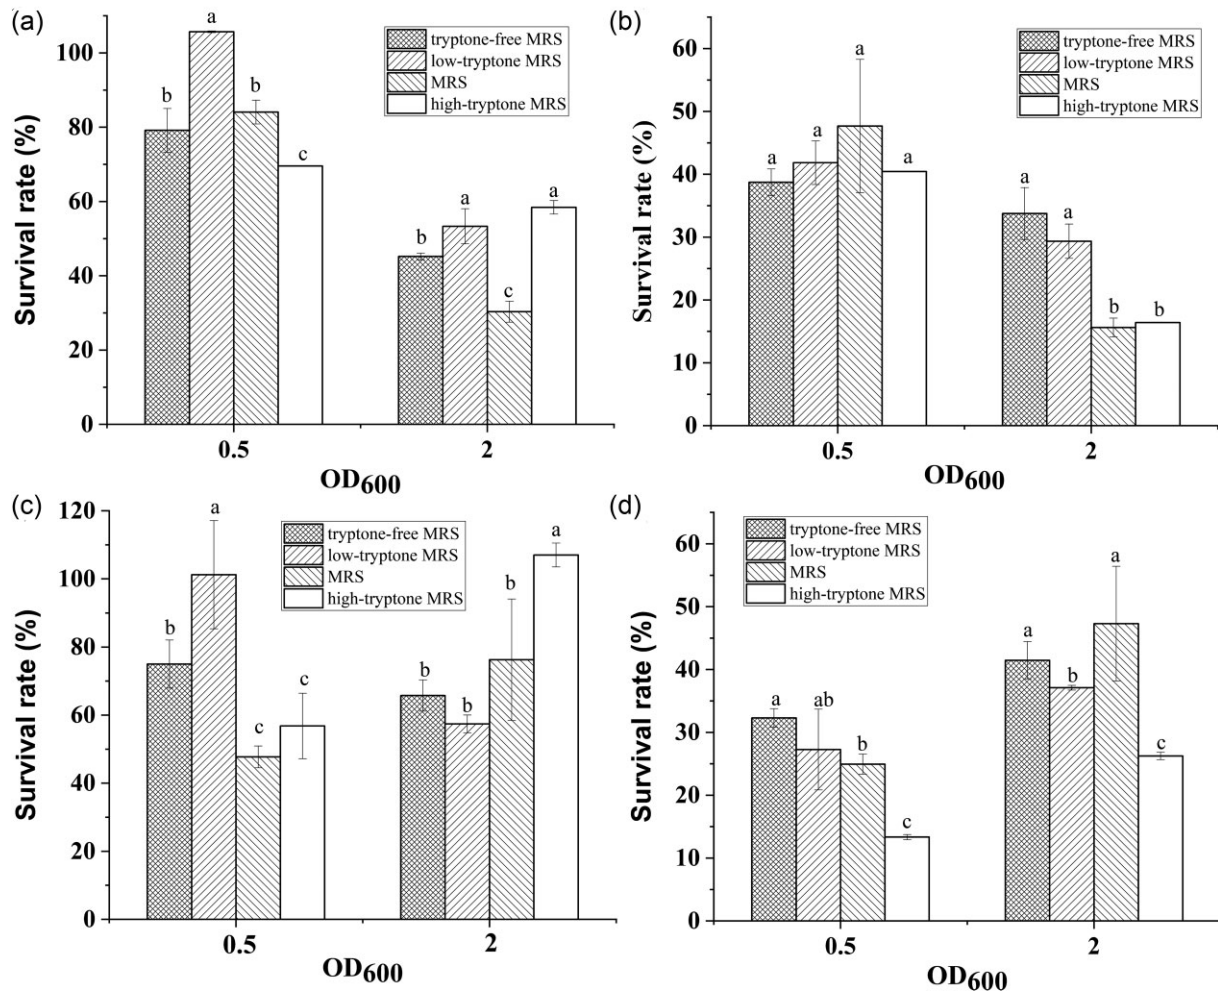 (a)
100
80
60
40
20
0
Survival rate (%)
tryptone-free MRS
low-tryptone MRS
MRS
high-tryptone MRS
b
a
b
c
b
a
c
a
0.5
2
OD600
(b)
60
50
40
30
20
10
0
Survival rate (%)
tryptone-free MRS
low-tryptone MRS
MRS
high-tryptone MRS
a
a
a
a
a
a
b
b
0.5
2
OD600
(c)
120
100
80
60
40
20
0
Survival rate (%)
tryptone-free MRS
low-tryptone MRS
MRS
high-tryptone MRS
b
a
c
c
b
b
b
a
0.5
2
OD600
(d)
60
50
40
30
20
10
0
Survival rate (%)
tryptone-free MRS
low-tryptone MRS
MRS
high-tryptone MRS
a
ab
b
c
a
b
a
c
0.5
2
OD600